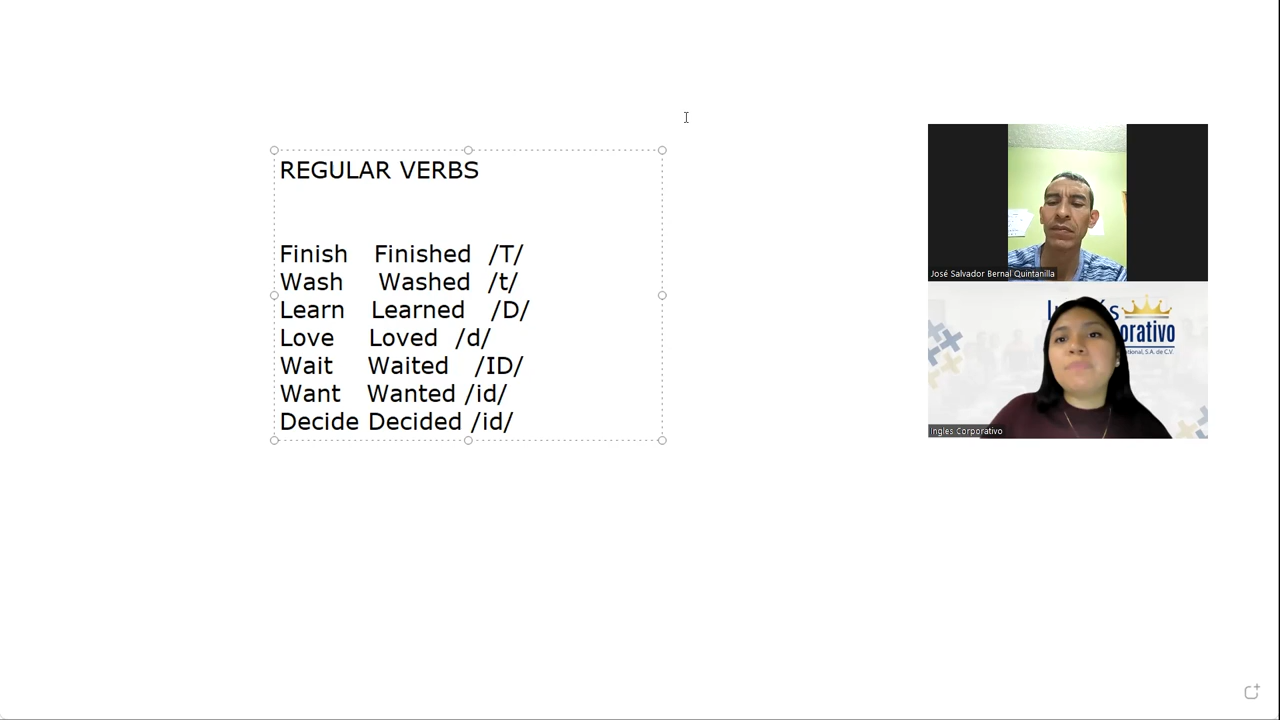 REGULAR VERBS
Finish Finished /T/
Wash Washed /t/
Learn Learned /D/
Love Loved /d/
Wait Waited /ID/
Want Wanted /id/
Decide Decided /id/
José Salvador Bernal Quintanilla
Ingles Corporativo